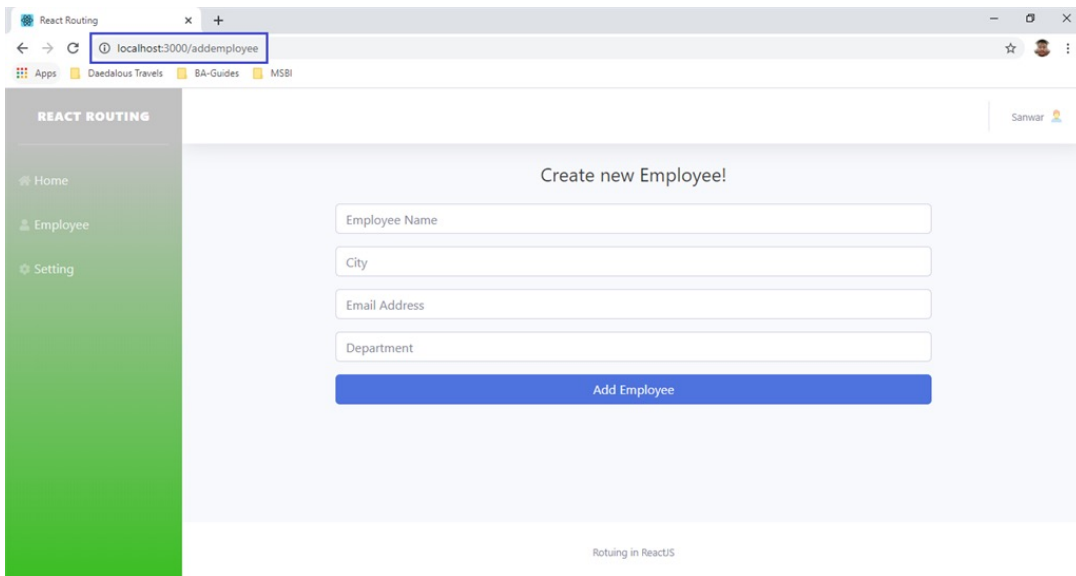 React Routing
localhost:3000/addemployee
Apps
Daedalous Travels
BA-Guides
MSBI
REACT ROUTING
Sanwar
Home
Employee
Setting
Create new Employee!
Employee Name
City
Email Address
Department
Add Employee
Rotuing in ReactJS